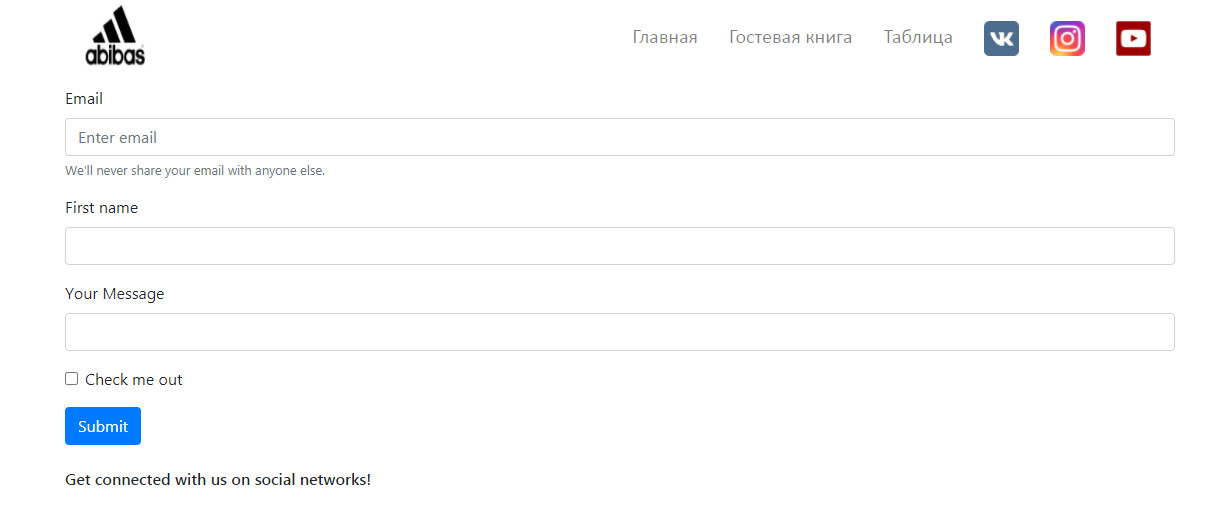 abibas
Главная Гостевая книга Таблица
Email
Enter email
We'll never share your email with anyone else.
First name
Your Message
Check me out
Submit
Get connected with us on social networks!